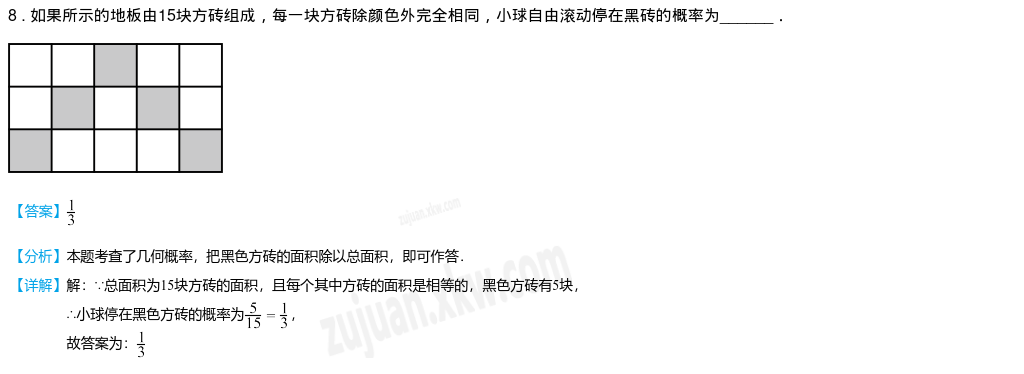 8．如果所示的地板由15块方砖组成，每一块方砖除颜色外完全相同，小球自由滚动停在黑砖的概率为_______．
【答案】1/3
zujuan.xkw.com
【分析】本题考查了几何概率，把黑色方砖的面积除以总面积，即可作答．
【详解】解：∵总面积为15块方砖的面积，且每个其中方砖的面积是相等的，黑色方砖有5块，
∴小球停在黑色方砖的概率为5/15 = 1/3，
故答案为：1/3
zujuan.xkw.com